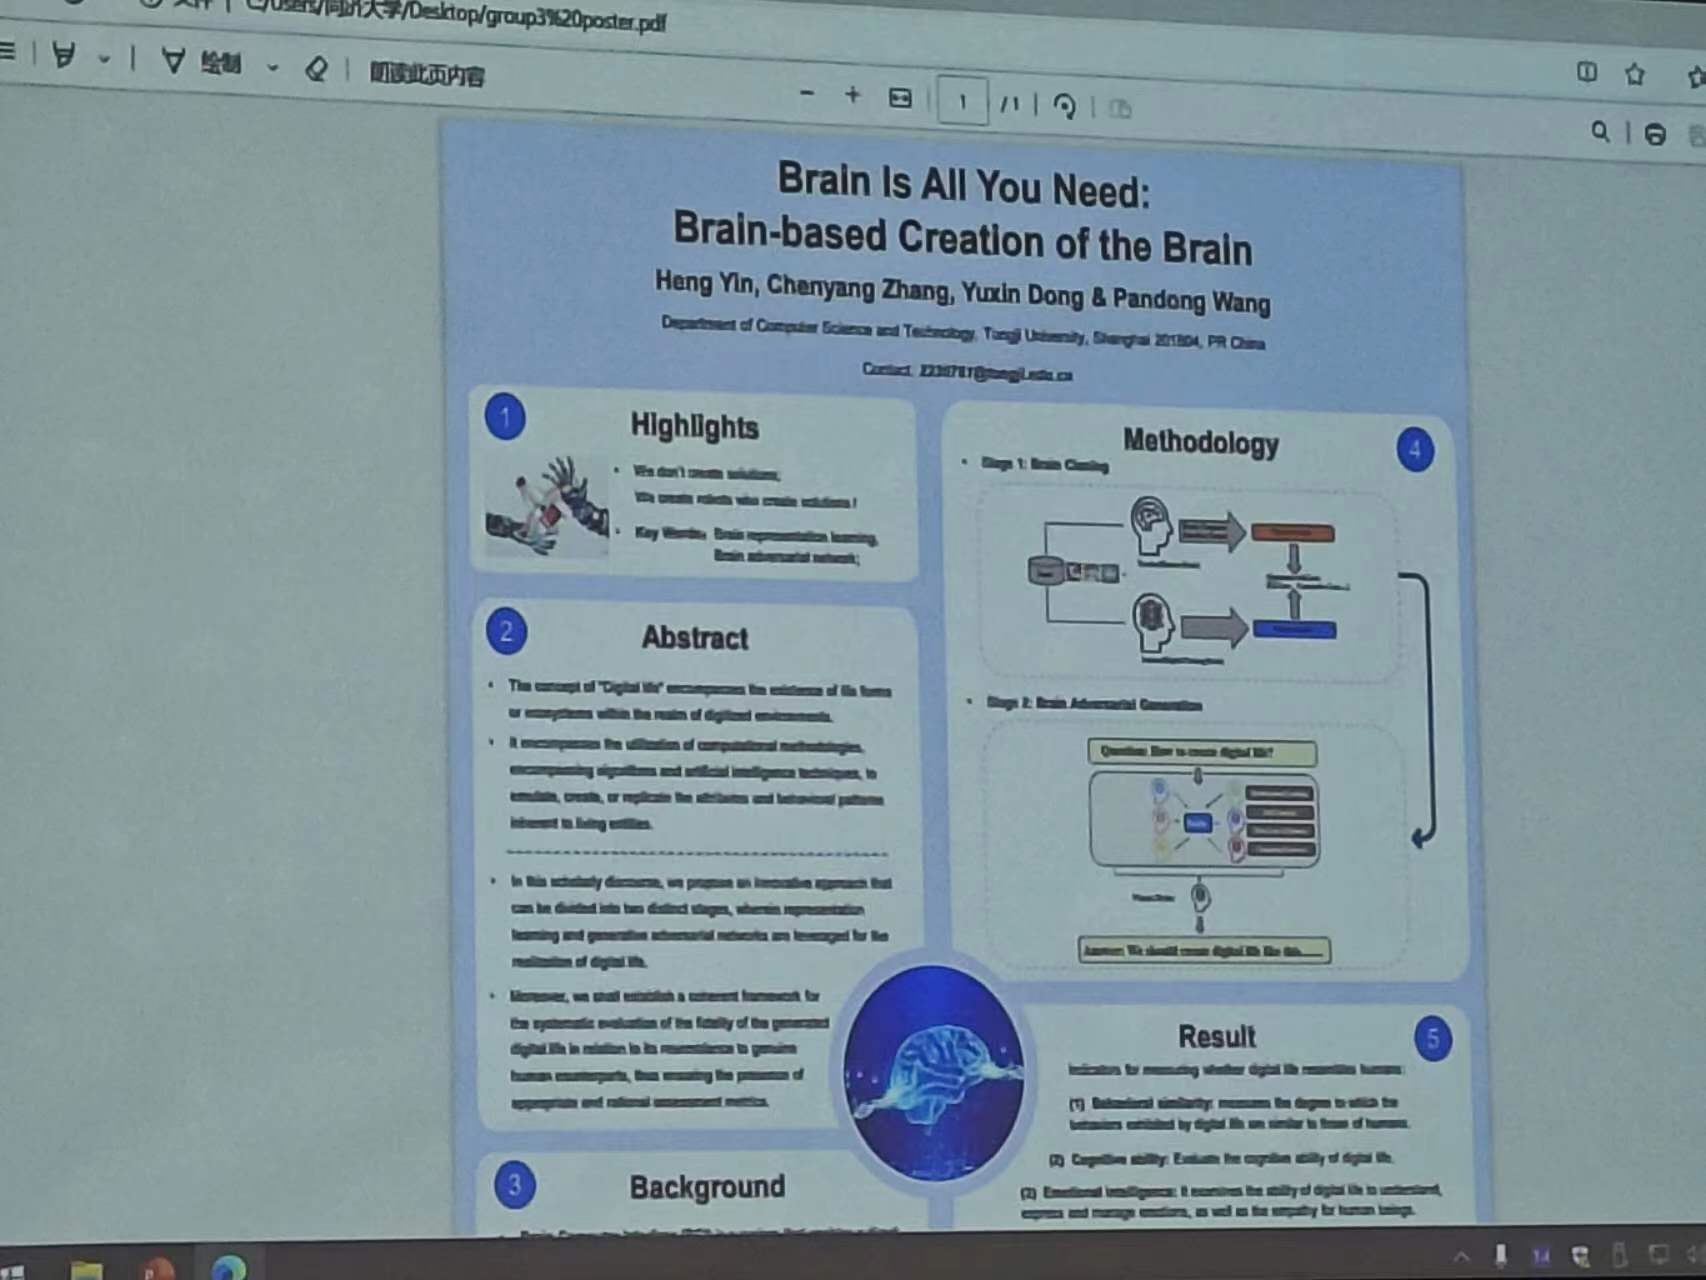 C:/Users/同济大学/Desktop/group3%20poster.pdf
绘制
朗读此页内容
1 /1
Brain Is All You Need:
Brain-based Creation of the Brain
Heng Yin, Chenyang Zhang, Yuxin Dong & Pandong Wang
Department of Computer Science and Technology, Tongji University, Shanghai 201804, PR China
Contact:
1
Highlights
We don't create solutions,
We create robots who create solutions!
Key Words: Brain representation learning,
Brain adversarial network;
2
Abstract
The concept of "Digital life" encompasses the existence of life forms
or ecosystems within the realm of digitized environments.
It encompasses the utilization of computational methodologies,
encompassing algorithms and artificial intelligence techniques, to
emulate, create, or replicate the attributes and behavioral patterns
inherent to living entities.
In this scholarly discourse, we propose an innovative approach that
can be divided into two distinct stages, wherein representation
learning and generative adversarial networks are leveraged for the
realization of digital life.
Moreover, we shall establish a coherent framework for
the systematic evaluation of the fidelity of the generated
digital life in relation to its resemblance to genuine
human counterparts, thus ensuring the presence of
appropriate and rational assessment metrics.
3
Background
4
Methodology
Stage 1: Brain Cloning
Stage 2: Brain Adversarial Generation
Question: How to create digital life?
Answer: We should create digital life like this......
5
Result
Indicators for measuring whether digital life resembles humans:
(1) Behavioral similarity: measures the degree to which the
behaviors exhibited by digital life are similar to those of humans.
(2) Cognitive ability: Evaluate the cognitive ability of digital life.
(3) Emotional intelligence: it examines the ability of digital life to understand,
express and manage emotions, as well as the empathy for human beings.